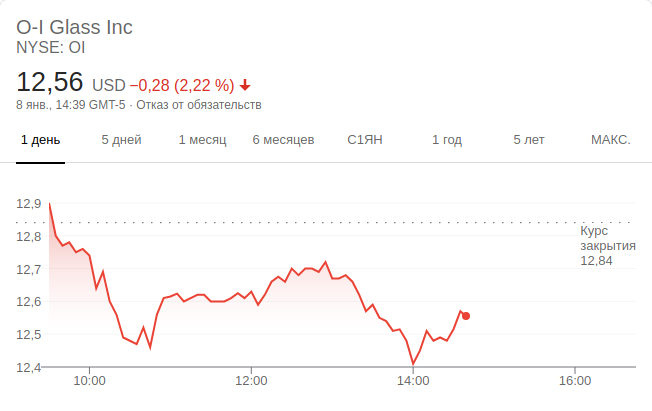 O-I Glass Inc
NYSE: OI
12,56 USD −0,28 (2,22 %)
8 янв., 14:39 GMT-5 · Отказ от обязательств
1 день 5 дней 1 месяц 6 месяцев С1ЯН 1 год 5 лет МАКС.
12,9
12,8
12,7
12,6
12,5
12,4
Курс
закрытия
12,84
10:00 12:00 14:00 16:00